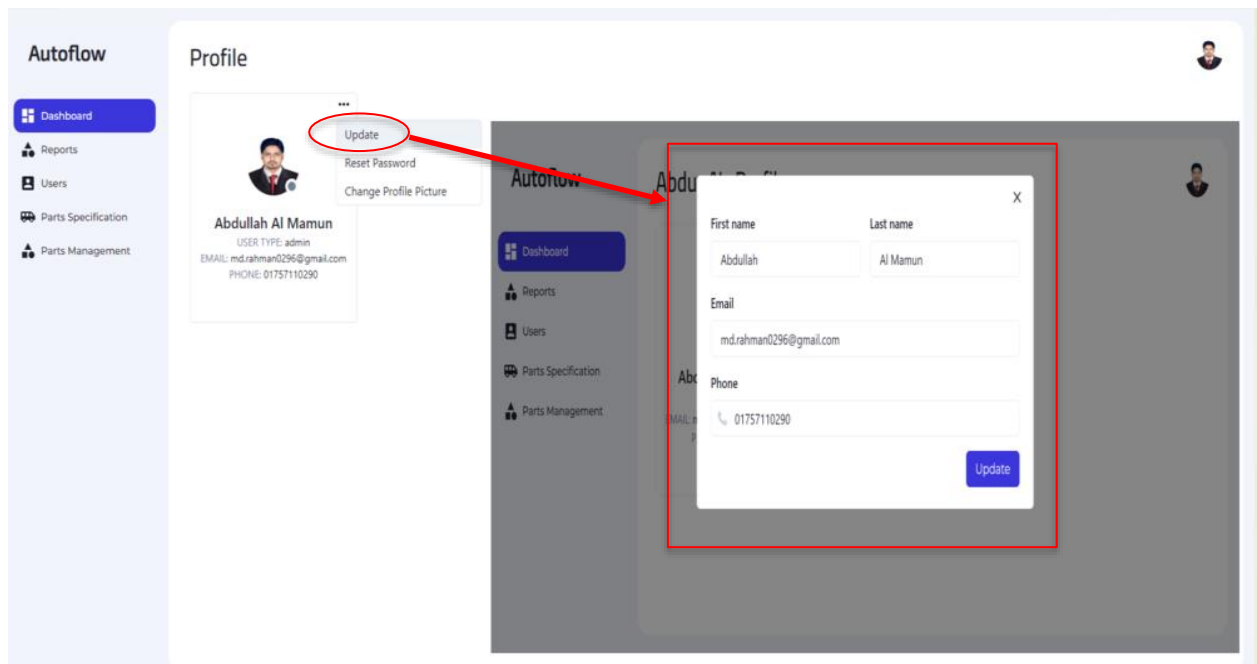 Autoflow
Profile
Dashboard
Reports
Users
Parts Specification
Parts Management
Update
Reset Password
Change Profile Picture
Abdullah Al Mamun
USER TYPE: admin
EMAIL: md.rahman0296@gmail.com
PHONE: 01757110290
Autoflow
Dashboard
Reports
Users
Parts Specification
Parts Management
X
First name Last name
Abdullah Al Mamun
Email
md.rahman0296@gmail.com
Phone
01757110290
Update